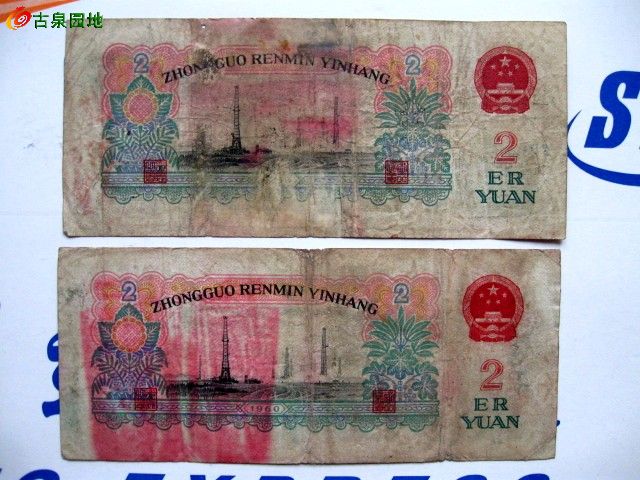 古泉园地
2
2
ZHONGGUO RENMIN YINHANG
2
ER
YUAN
2
2
ZHONGGUO RENMIN YINHANG
2
ER
YUAN
1960
EXPRESS